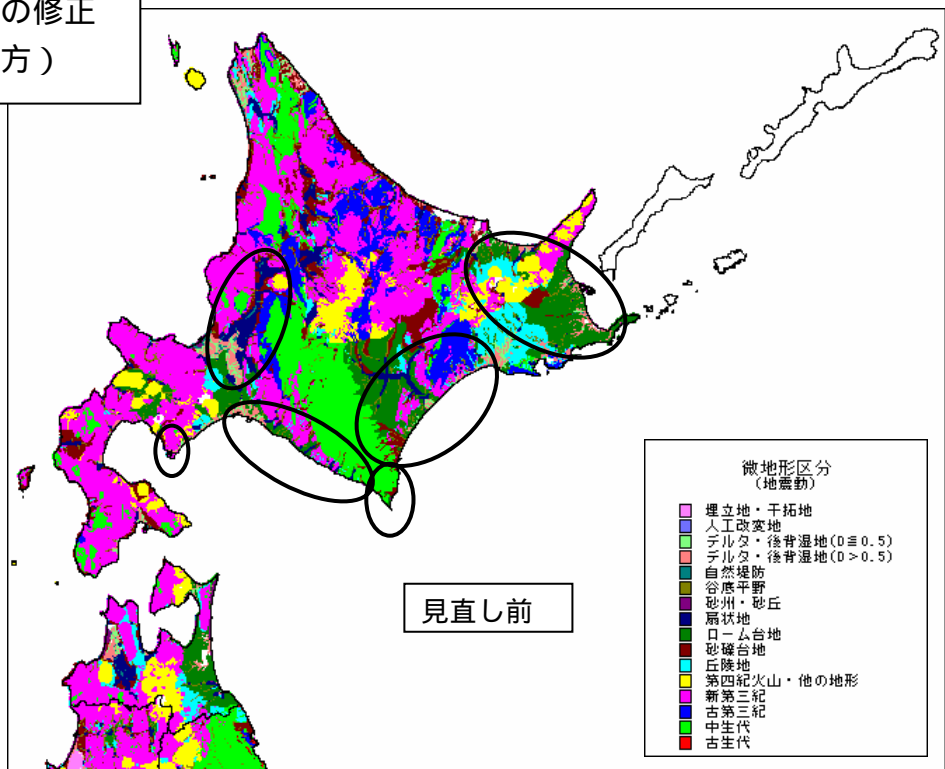 の修正
方）
見直し前
微地形区分
（地震動）
埋立地・干拓地
人工改変地
デルタ・後背湿地(D≦0.5)
デルタ・後背湿地(D＞0.5)
自然堤防
谷底平野
砂州・砂丘
扇状地
ローム台地
砂礫台地
丘陵地
第四紀火山・他の地形
新第三紀
古第三紀
中生代
古生代